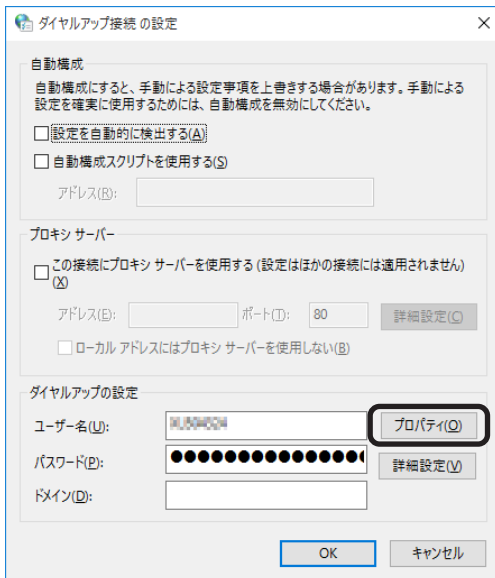 ダイヤルアップ接続 の設定
自動構成
自動構成にすると、手動による設定事項を上書きする場合があります。手動による
設定を確実に使用するためには、自動構成を無効にしてください。
設定を自動的に検出する(A)
自動構成スクリプトを使用する(S)
アドレス(R):
プロキシ サーバー
この接続にプロキシ サーバーを使用する (設定はほかの接続には適用されません)
(X)
アドレス(E): ポート(T): 80 詳細設定(C)
ローカル アドレスにはプロキシ サーバーを使用しない(B)
ダイヤルアップの設定
ユーザー名(U): プロパティ(O)
パスワード(P): ●●●●●●●●●●●●●●● 詳細設定(V)
ドメイン(D):
OK キャンセル